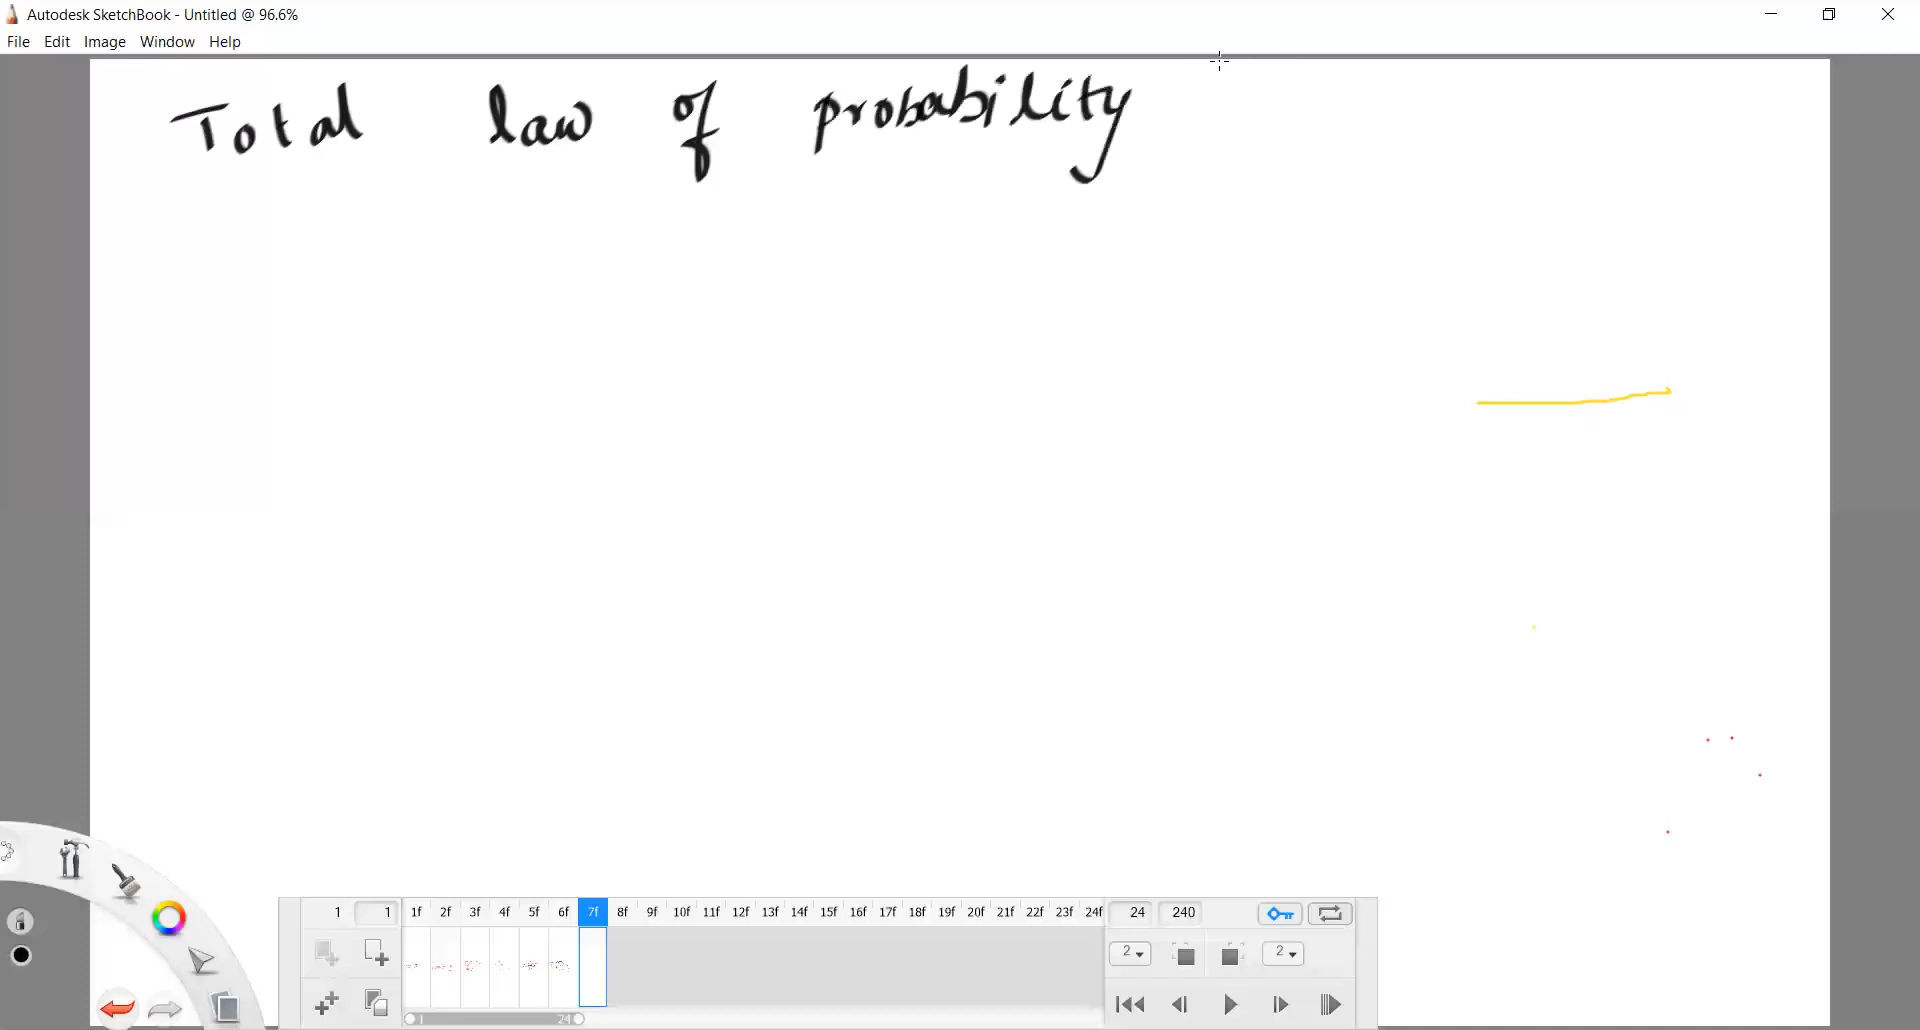 Autodesk SketchBook - Untitled @ 96.6%
File Edit Image Window Help
Total law of probability
1 1 1f 2f 3f 4f 5f 6f 7f 8f 9f 10f 11f 12f 13f 14f 15f 16f 17f 18f 19f 20f 21f 22f 23f 24f 24 240
2 2
1 24